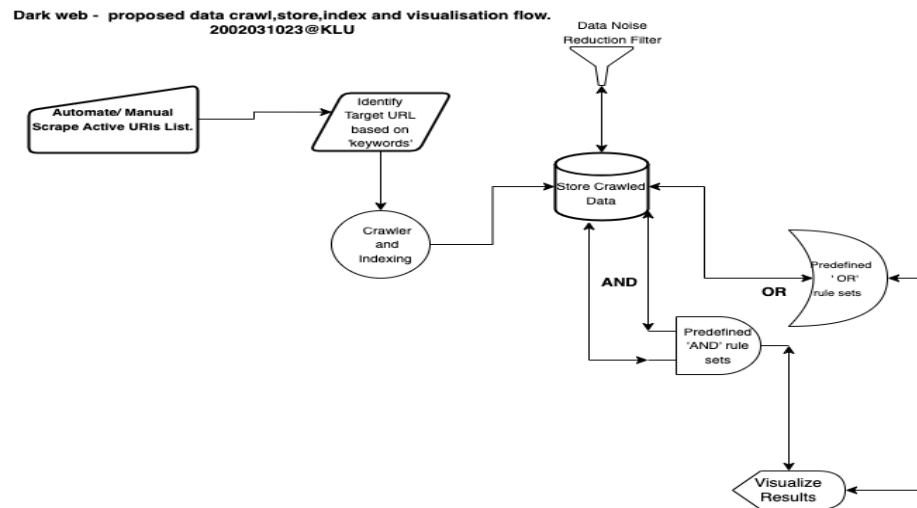 Dark web - proposed data crawl,store,index and visualisation flow.
2002031023@KLU
Data Noise
Reduction Filter
Automate/ Manual
Scrape Active URIs List.
Identify
Target URL
based on
'keywords'
Store Crawled
Data
Crawler
and
Indexing
Predefined
' OR'
rule sets
AND
OR
Predefined
'AND' rule
sets
Visualize
Results